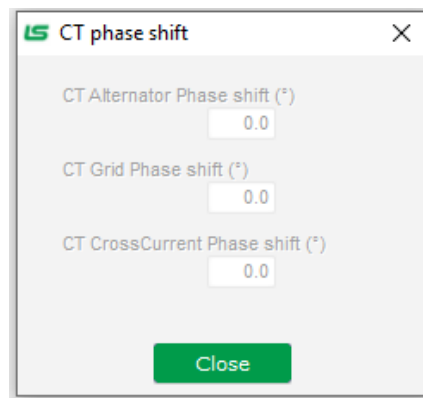 LS CT phase shift
CT Alternator Phase shift (°)
0.0
CT Grid Phase shift (°)
0.0
CT CrossCurrent Phase shift (°)
0.0
Close